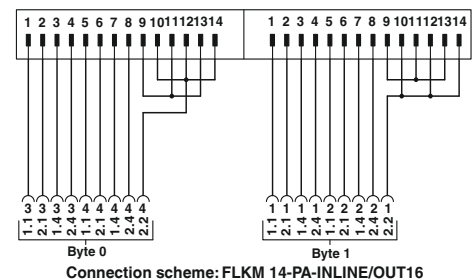 1 2 3 4 5 6 7 8 9 10 11 12 13 14
1 2 3 4 5 6 7 8 9 10 11 12 13 14
3 3 3 3 4 4 4 4 4
1.1 2.1 1.4 2.4 1.1 2.1 1.4 2.4 2.2
1 1 1 1 2 2 2 2 1
1.1 2.1 1.4 2.4 1.1 2.1 1.4 2.4 2.2
Byte 0
Byte 1
Connection scheme: FLKM 14-PA-INLINE/OUT16